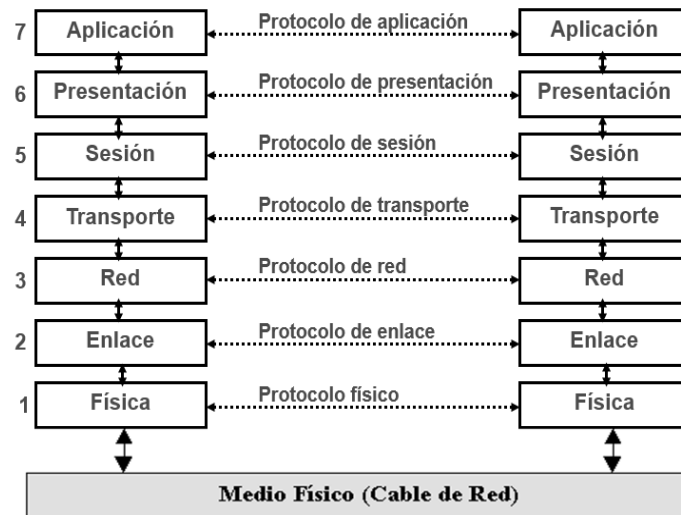 7 Aplicación Protocolo de aplicación Aplicación
6 Presentación Protocolo de presentación Presentación
5 Sesión Protocolo de sesión Sesión
4 Transporte Protocolo de transporte Transporte
3 Red Protocolo de red Red
2 Enlace Protocolo de enlace Enlace
1 Física Protocolo físico Física
Medio Físico (Cable de Red)